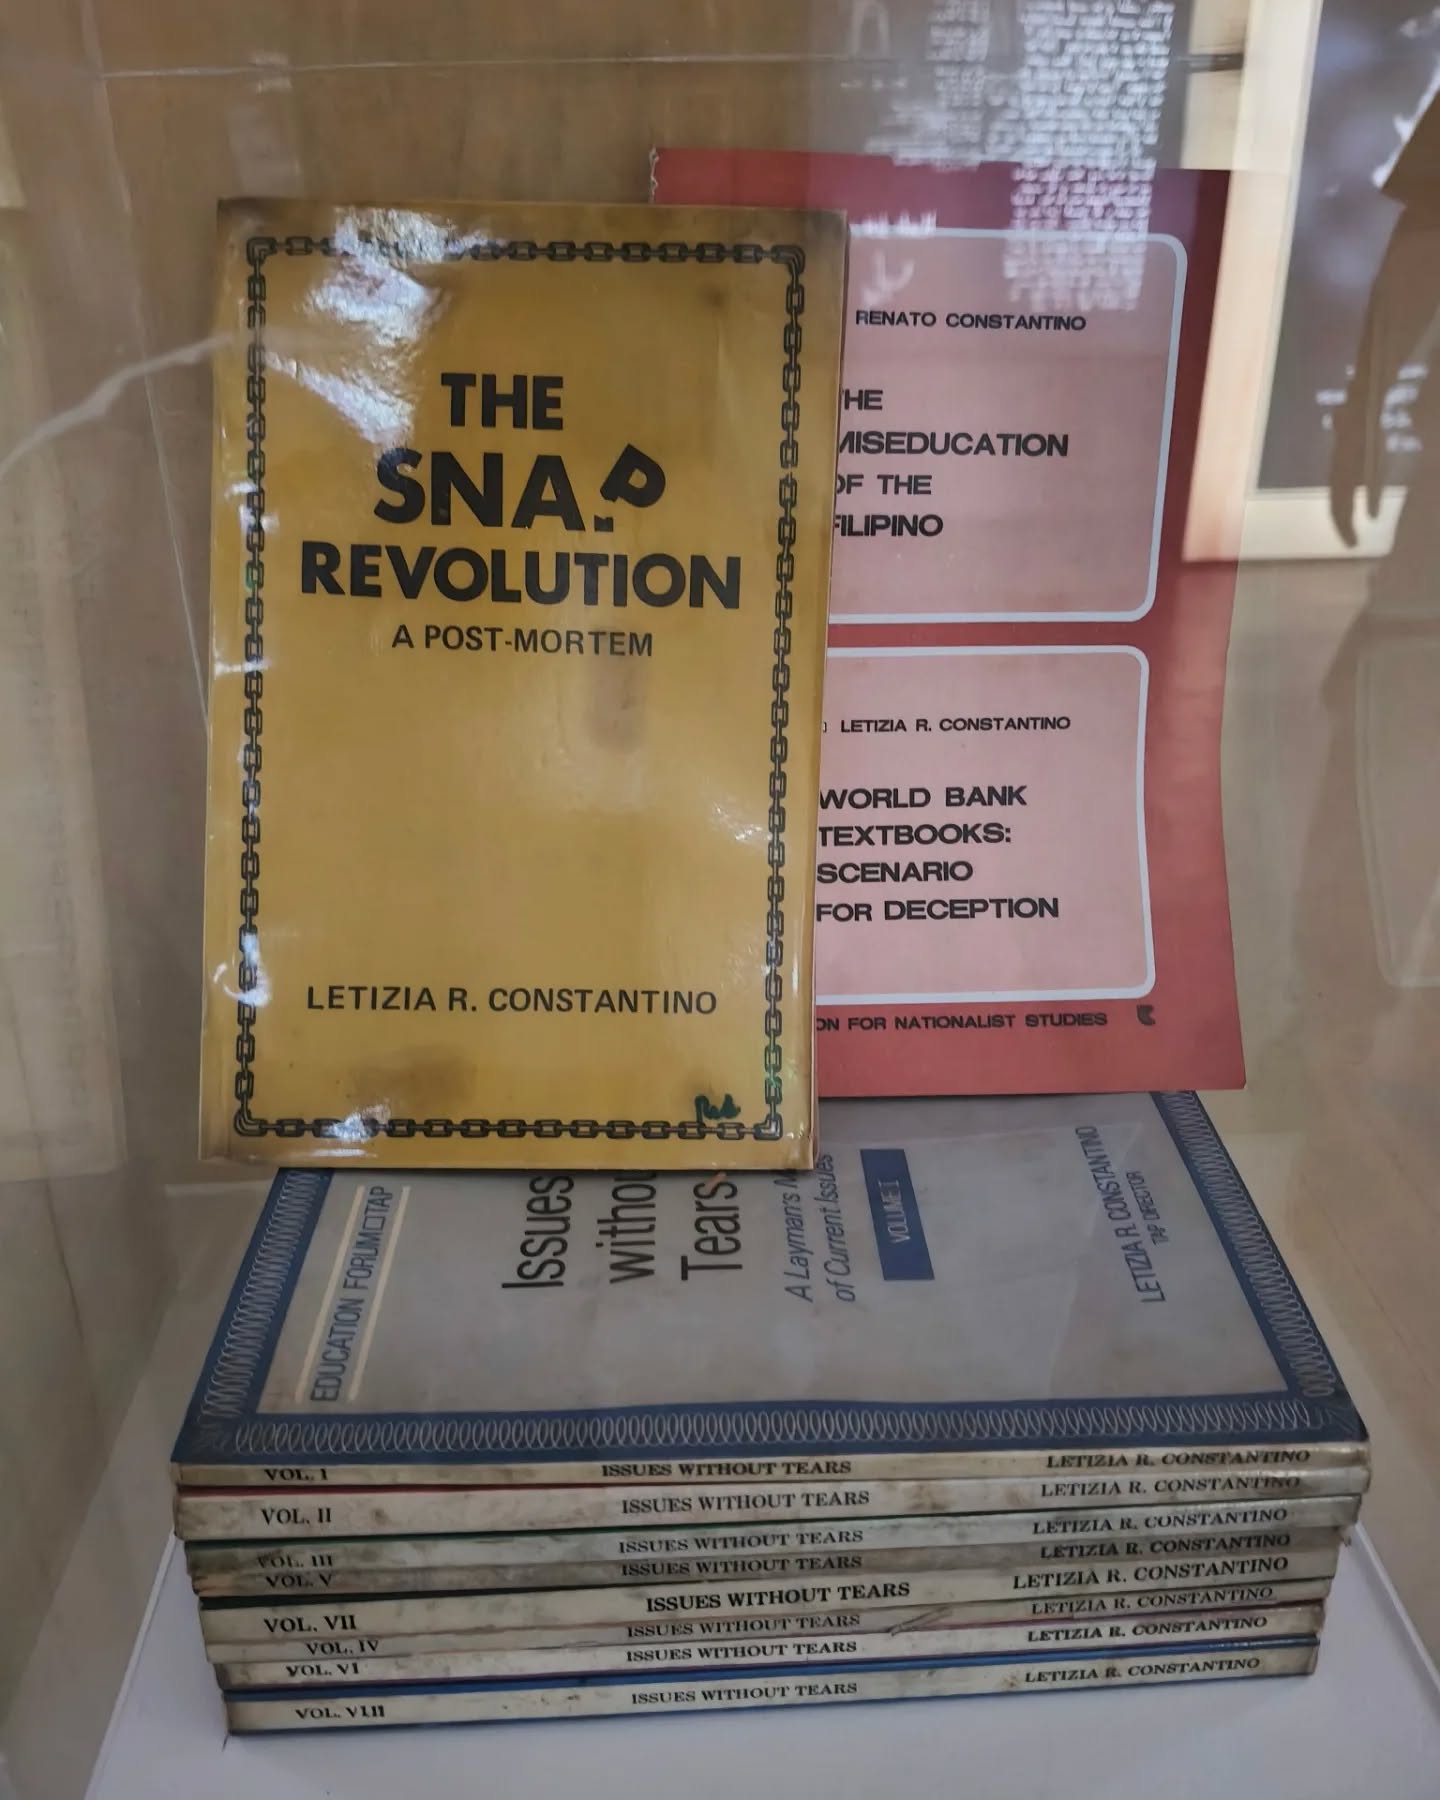 THE
SNAP
REVOLUTION
A POST-MORTEM
LETIZIA R. CONSTANTINO
RENATO CONSTANTINO
HE
MISEDUCATION
OF THE
FILIPINO
LETIZIA R. CONSTANTINO
WORLD BANK
TEXTBOOKS:
SCENARIO
FOR DECEPTION
ON FOR NATIONALIST STUDIES
EDUCATION FORUM□TAP
Issues
withou
Tears
A Layman's M
of Current Issues
VOLUME I
LETIZIA R. CONSTANTINO
TAP DIRECTOR
VOL. I ISSUES WITHOUT TEARS LETIZIA R. CONSTANTINO
VOL. II ISSUES WITHOUT TEARS LETIZIA R. CONSTANTINO
VOL. III ISSUES WITHOUT TEARS LETIZIA R. CONSTANTINO
VOL. V ISSUES WITHOUT TEARS LETIZIA R. CONSTANTINO
VOL. VII ISSUES WITHOUT TEARS LETIZIA R. CONSTANTINO
VOL. IV ISSUES WITHOUT TEARS LETIZIA R. CONSTANTINO
VOL. VI ISSUES WITHOUT TEARS LETIZIA R. CONSTANTINO
VOL. VIII ISSUES WITHOUT TEARS LETIZIA R. CONSTANTINO